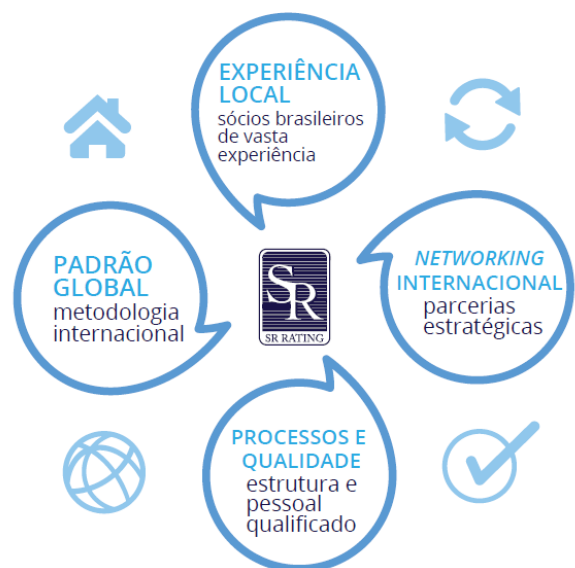 EXPERIÊNCIA
LOCAL
sócios brasileiros
de vasta
experiência
PADRÃO
GLOBAL
metodologia
internacional
SR
SR RATING
NETWORKING
INTERNACIONAL
parcerias
estratégicas
PROCESSOS E
QUALIDADE
estrutura e
pessoal
qualificado